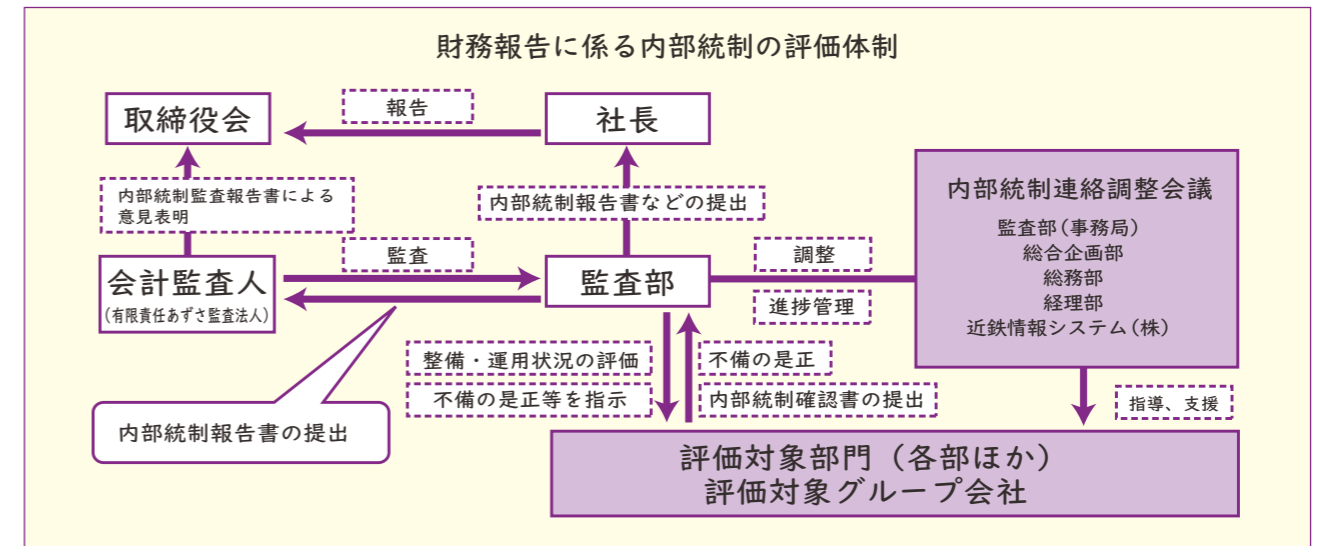 財務報告に係る内部統制の評価体制
取締役会
報告
社長
内部統制監査報告書による
意見表明
内部統制報告書などの提出
内部統制連絡調整会議
監査部(事務局)
総合企画部
総務部
経理部
近鉄情報システム(株)
会計監査人
(有限責任あずさ監査法人)
監査
監査部
調整
進捗管理
整備・運用状況の評価
不備の是正等を指示
不備の是正
内部統制確認書の提出
指導、支援
内部統制報告書の提出
評価対象部門(各部ほか)
評価対象グループ会社